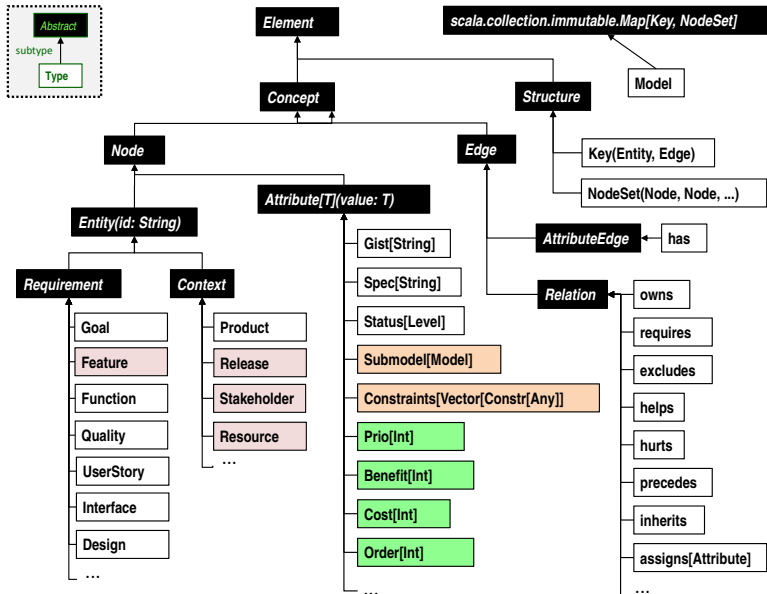 Abstract
subtype
Type
Element
scala.collection.immutable.Map[Key, NodeSet]
Model
Concept
Structure
Node
Edge
Key(Entity, Edge)
NodeSet(Node, Node, ...)
Entity(id: String)
Attribute[T](value: T)
AttributeEdge
has
Requirement
Context
Relation
Goal
Feature
Function
Quality
UserStory
Interface
Design
...
Product
Release
Stakeholder
Resource
...
Gist[String]
Spec[String]
Status[Level]
Submodel[Model]
Constraints[Vector[Constr[Any]]
Prio[Int]
Benefit[Int]
Cost[Int]
Order[Int]
...
owns
requires
excludes
helps
hurts
precedes
inherits
assigns[Attribute]
...